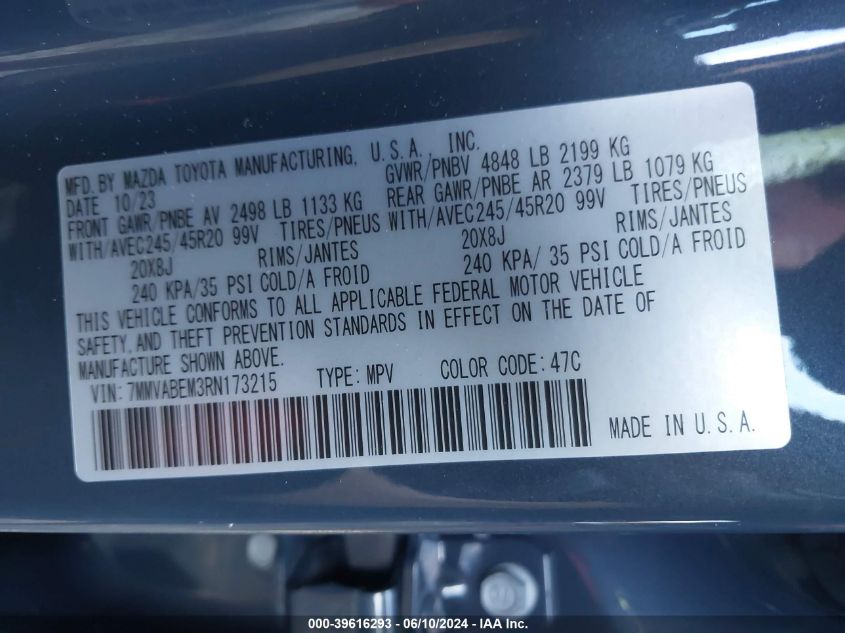 MFD. BY MAZDA TOYOTA MANUFACTURING, U.S.A. INC.
DATE 10/23 GVWR/PNBV 4848 LB 2199 KG
FRONT GAWR/PNBE AV 2498 LB 1133 KG REAR GAWR/PNBE AR 2379 LB 1079 KG
WITH/AVEC245/45R20 99V TIRES/PNEUS WITH/AVEC245/45R20 99V TIRES/PNEUS
20X8J RIMS/JANTES 20X8J RIMS/JANTES
240 KPA/35 PSI COLD/A FROID 240 KPA/35 PSI COLD/A FROID
THIS VEHICLE CONFORMS TO ALL APPLICABLE FEDERAL MOTOR VEHICLE
SAFETY, AND THEFT PREVENTION STANDARDS IN EFFECT ON THE DATE OF
MANUFACTURE SHOWN ABOVE.
VIN: 7MMVABEM3RN173215 TYPE: MPV COLOR CODE: 47C
MADE IN U.S.A.
000-39616293 - 06/10/2024 - IAA Inc.